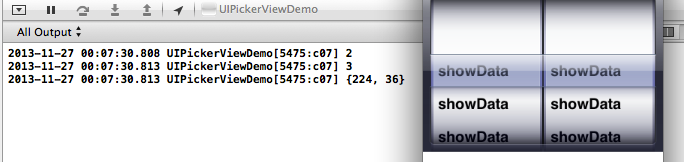 UIPickerViewDemo
All Output
2013-11-27 00:07:30.808 UIPickerViewDemo[5475:c07] 2
2013-11-27 00:07:30.813 UIPickerViewDemo[5475:c07] 3
2013-11-27 00:07:30.813 UIPickerViewDemo[5475:c07] {224, 36}
showData showData
showData showData
showData showData